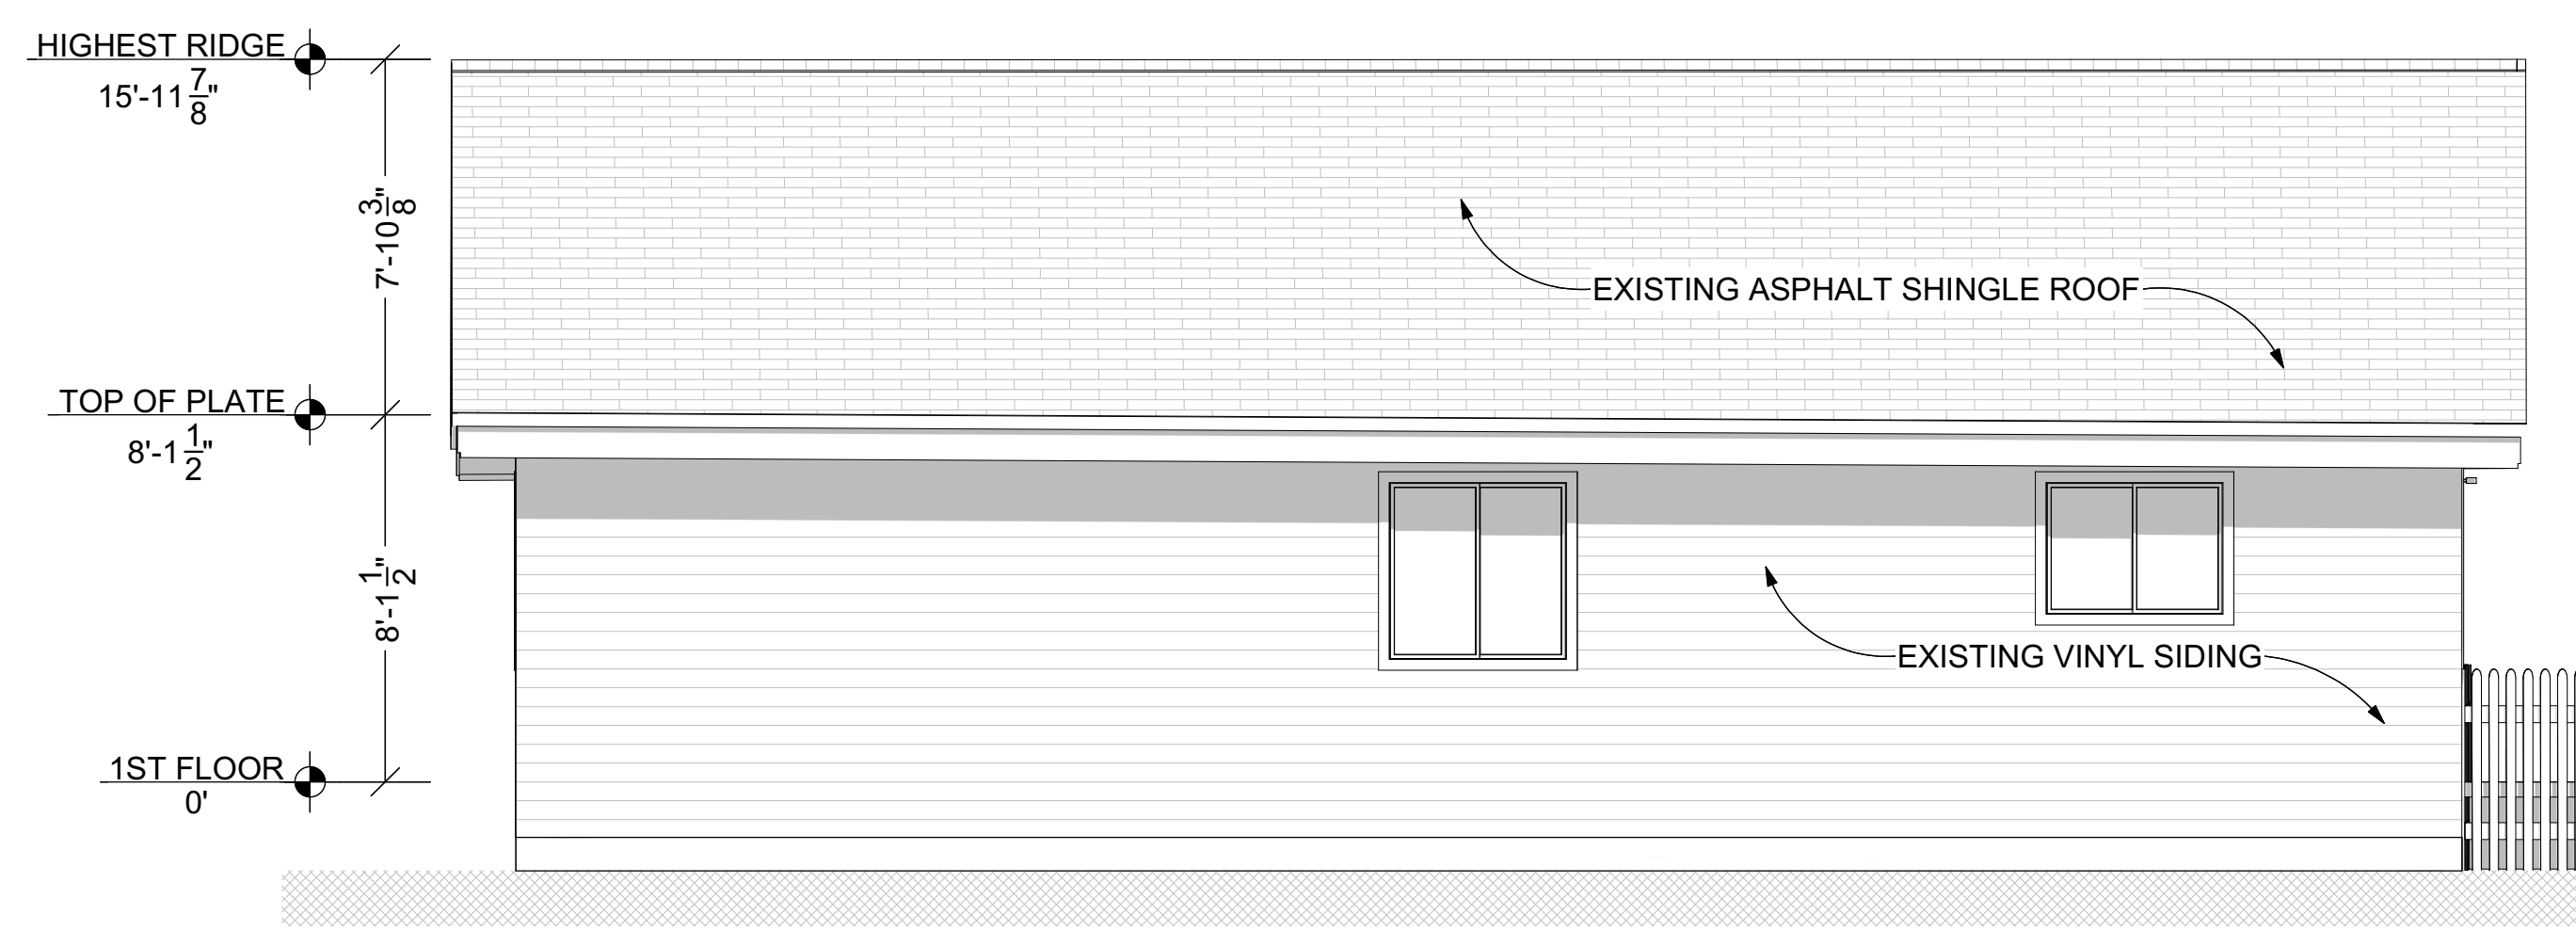 HIGHEST RIDGE
15'-11 7/8"
7'-10 3/8"
EXISTING ASPHALT SHINGLE ROOF
TOP OF PLATE
8'-1 1/2"
8'-1 1/2"
EXISTING VINYL SIDING
1ST FLOOR
0'